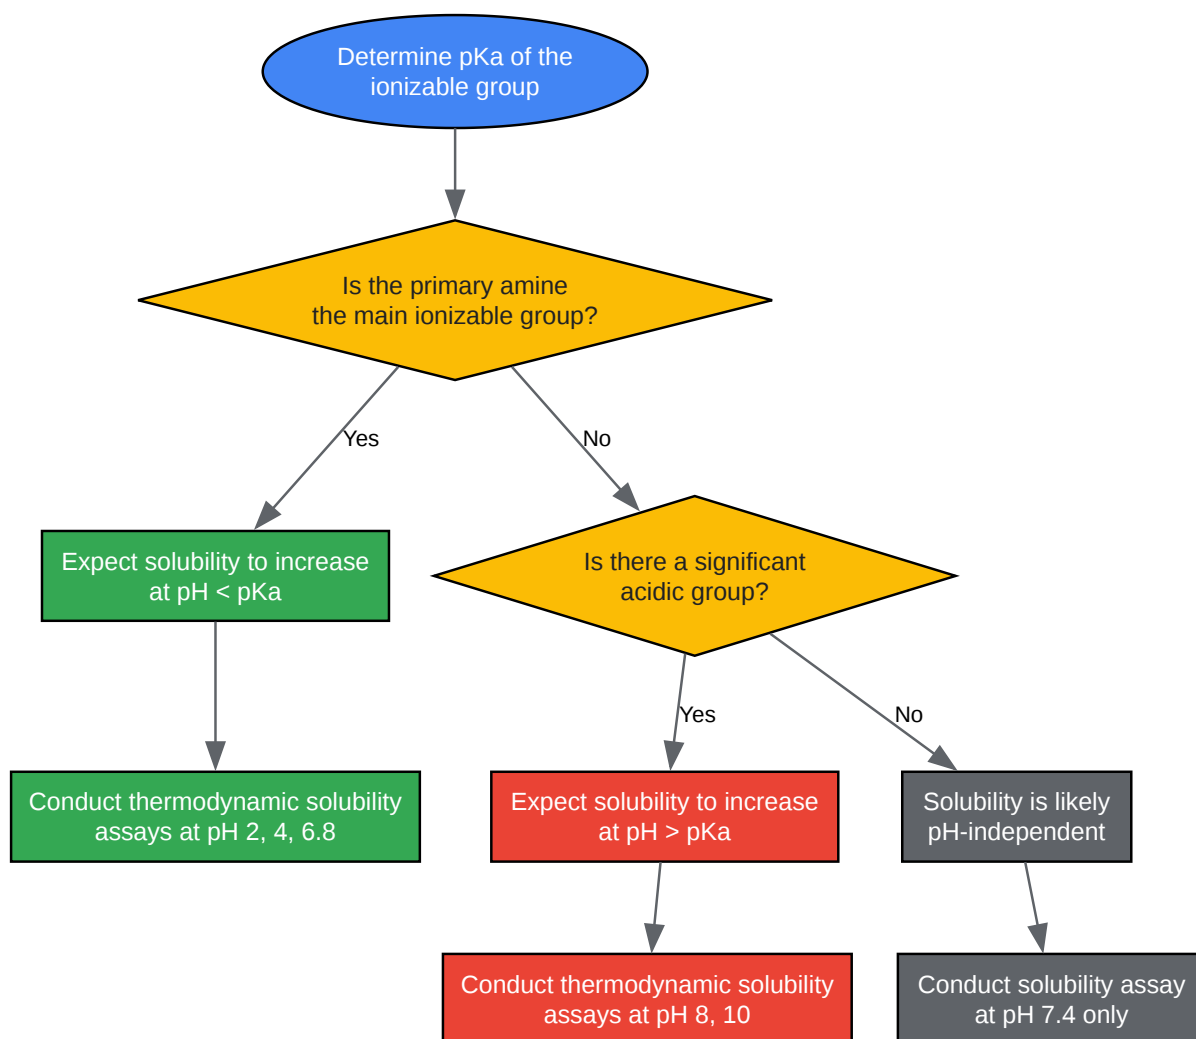 Determine pKa of the
ionizable group
Is the primary amine
the main ionizable group?
Yes
No
Expect solubility to increase
at pH < pKa
Is there a significant
acidic group?
Yes
No
Conduct thermodynamic solubility
assays at pH 2, 4, 6.8
Expect solubility to increase
at pH > pKa
Solubility is likely
pH-independent
Conduct thermodynamic solubility
assays at pH 8, 10
Conduct solubility assay
at pH 7.4 only